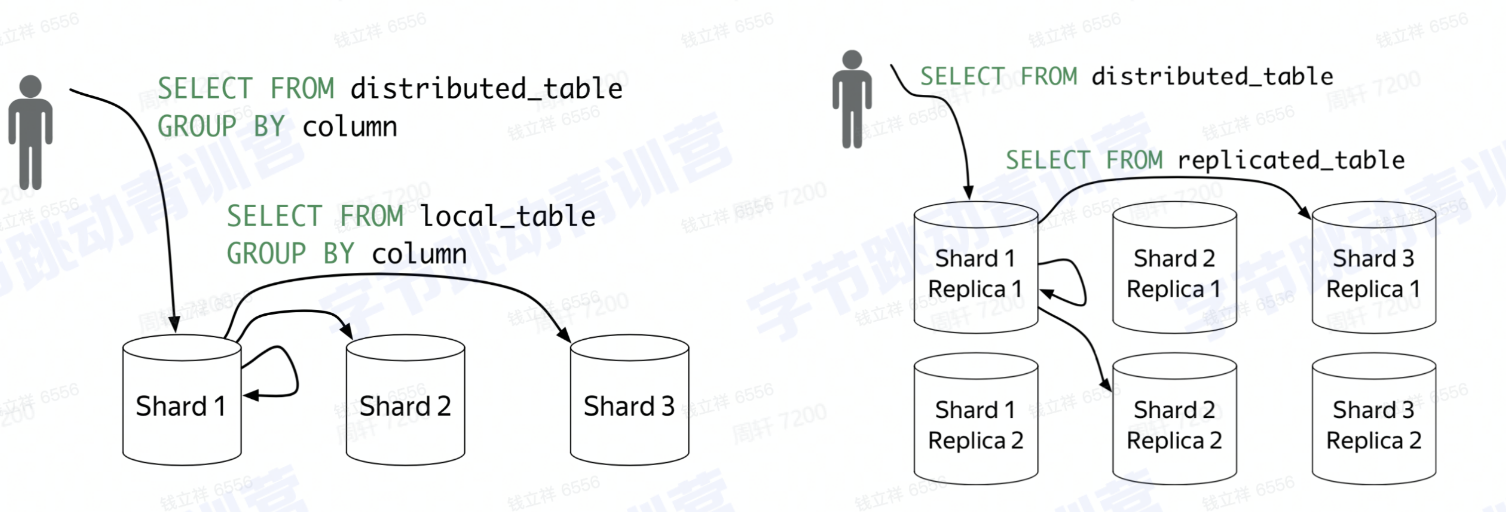 SELECT FROM distributed_table
GROUP BY column
SELECT FROM local_table
GROUP BY column
Shard 1
Shard 2
Shard 3
SELECT FROM distributed_table
SELECT FROM replicated_table
Shard 1
Replica 1
Shard 2
Replica 1
Shard 3
Replica 1
Shard 1
Replica 2
Shard 2
Replica 2
Shard 3
Replica 2
字节跳动青训营
钱立祥 6556
周轩 7200